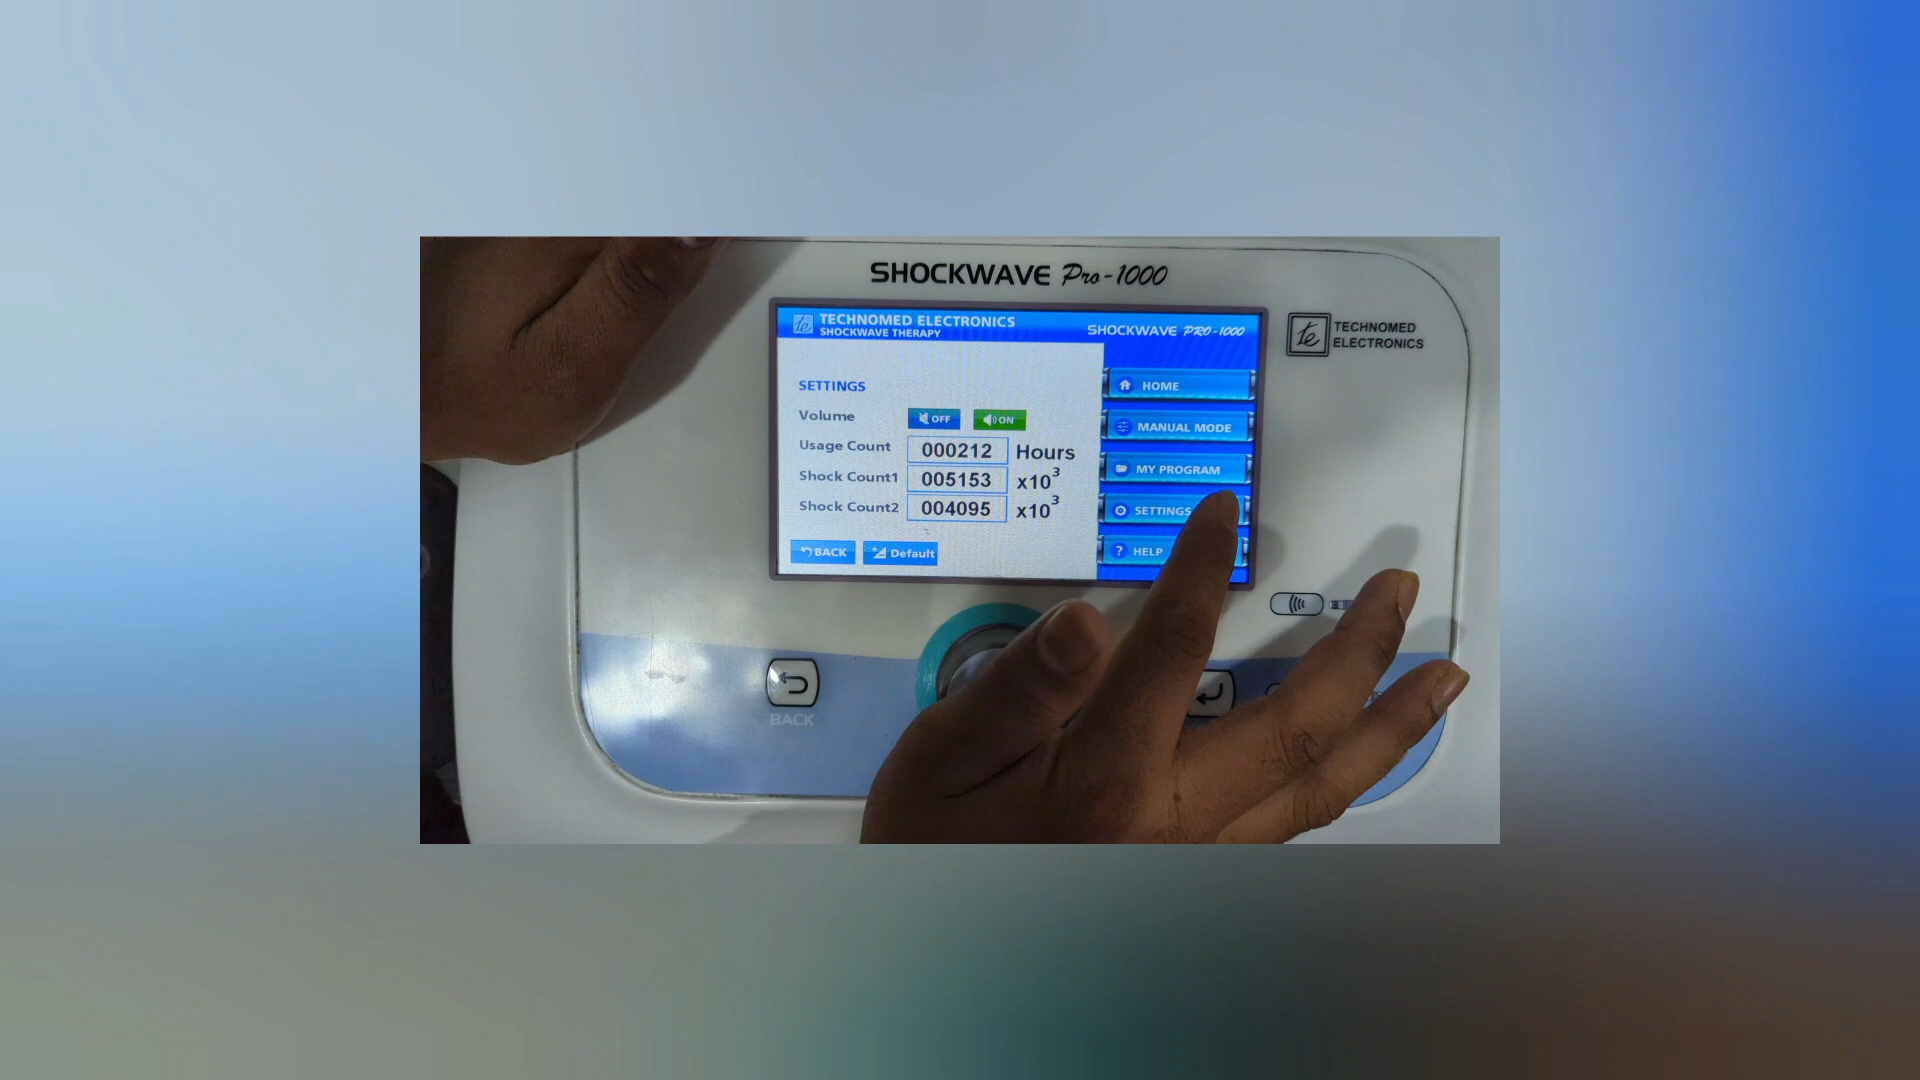 SHOCKWAVE Pro-1000
TECHNOMED ELECTRONICS
SHOCKWAVE THERAPY
SHOCKWAVE PRO-1000
TECHNOMED
ELECTRONICS
SETTINGS
Volume OFF ON
Usage Count 000212 Hours
Shock Count1 005153 x10³
Shock Count2 004095 x10³
BACK Default
HOME
MANUAL MODE
MY PROGRAM
SETTINGS
HELP
BACK